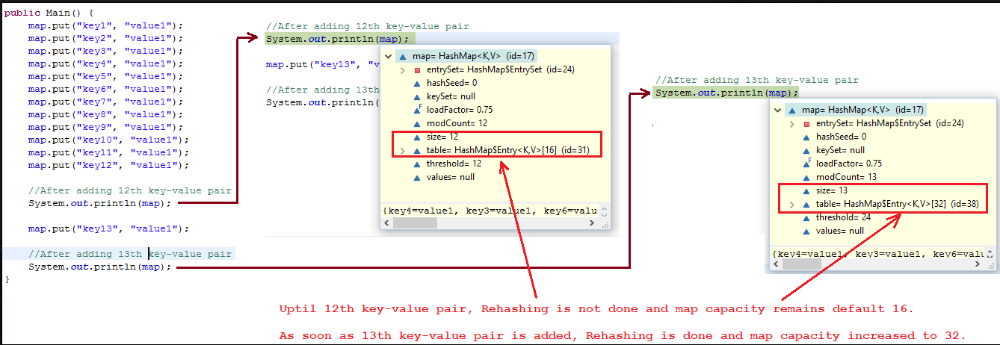 public Main() {
map.put("key1", "value1");
map.put("key2", "value1");
map.put("key3", "value1");
map.put("key4", "value1");
map.put("key5", "value1");
map.put("key6", "value1");
map.put("key7", "value1");
map.put("key8", "value1");
map.put("key9", "value1");
map.put("key10", "value1");
map.put("key11", "value1");
map.put("key12", "value1");
//After adding 12th key-value pair
System.out.println(map);
map.put("key13", "value1");
//After adding 13th key-value pair
System.out.println(map);
}
//After adding 12th key-value pair
System.out.println(map);
map.put("key13", "v
//After adding 13th
System.out.println(
map= HashMap<K,V> (id=17)
entrySet= HashMap$EntrySet (id=24)
hashSeed= 0
keySet= null
F loadFactor= 0.75
modCount= 12
size= 12
table= HashMap$Entry<K,V>[16] (id=31)
threshold= 12
values= null
{key4=value1, key3=value1, key6=valu
//After adding 13th key-value pair
System.out.println(map);
map= HashMap<K,V> (id=17)
entrySet= HashMap$EntrySet (id=24)
hashSeed= 0
keySet= null
F loadFactor= 0.75
modCount= 13
size= 13
table= HashMap$Entry<K,V>[32] (id=38)
threshold= 24
values= null
{key4=value1, key3=value1, key6=valu
Uptil 12th key-value pair, Rehashing is not done and map capacity remains default 16.
As soon as 13th key-value pair is added, Rehashing is done and map capacity increased to 32.